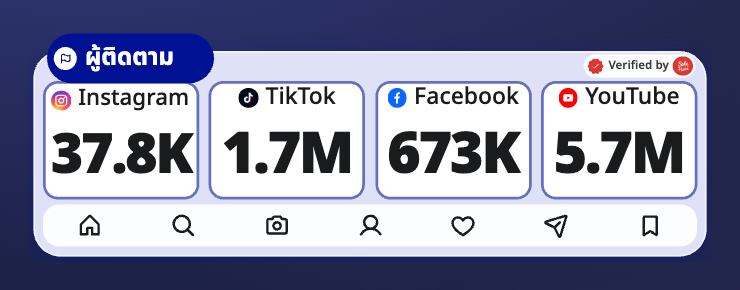 ผู้ติดตาม
Verified by
Instagram
37.8K
TikTok
1.7M
Facebook
673K
YouTube
5.7M